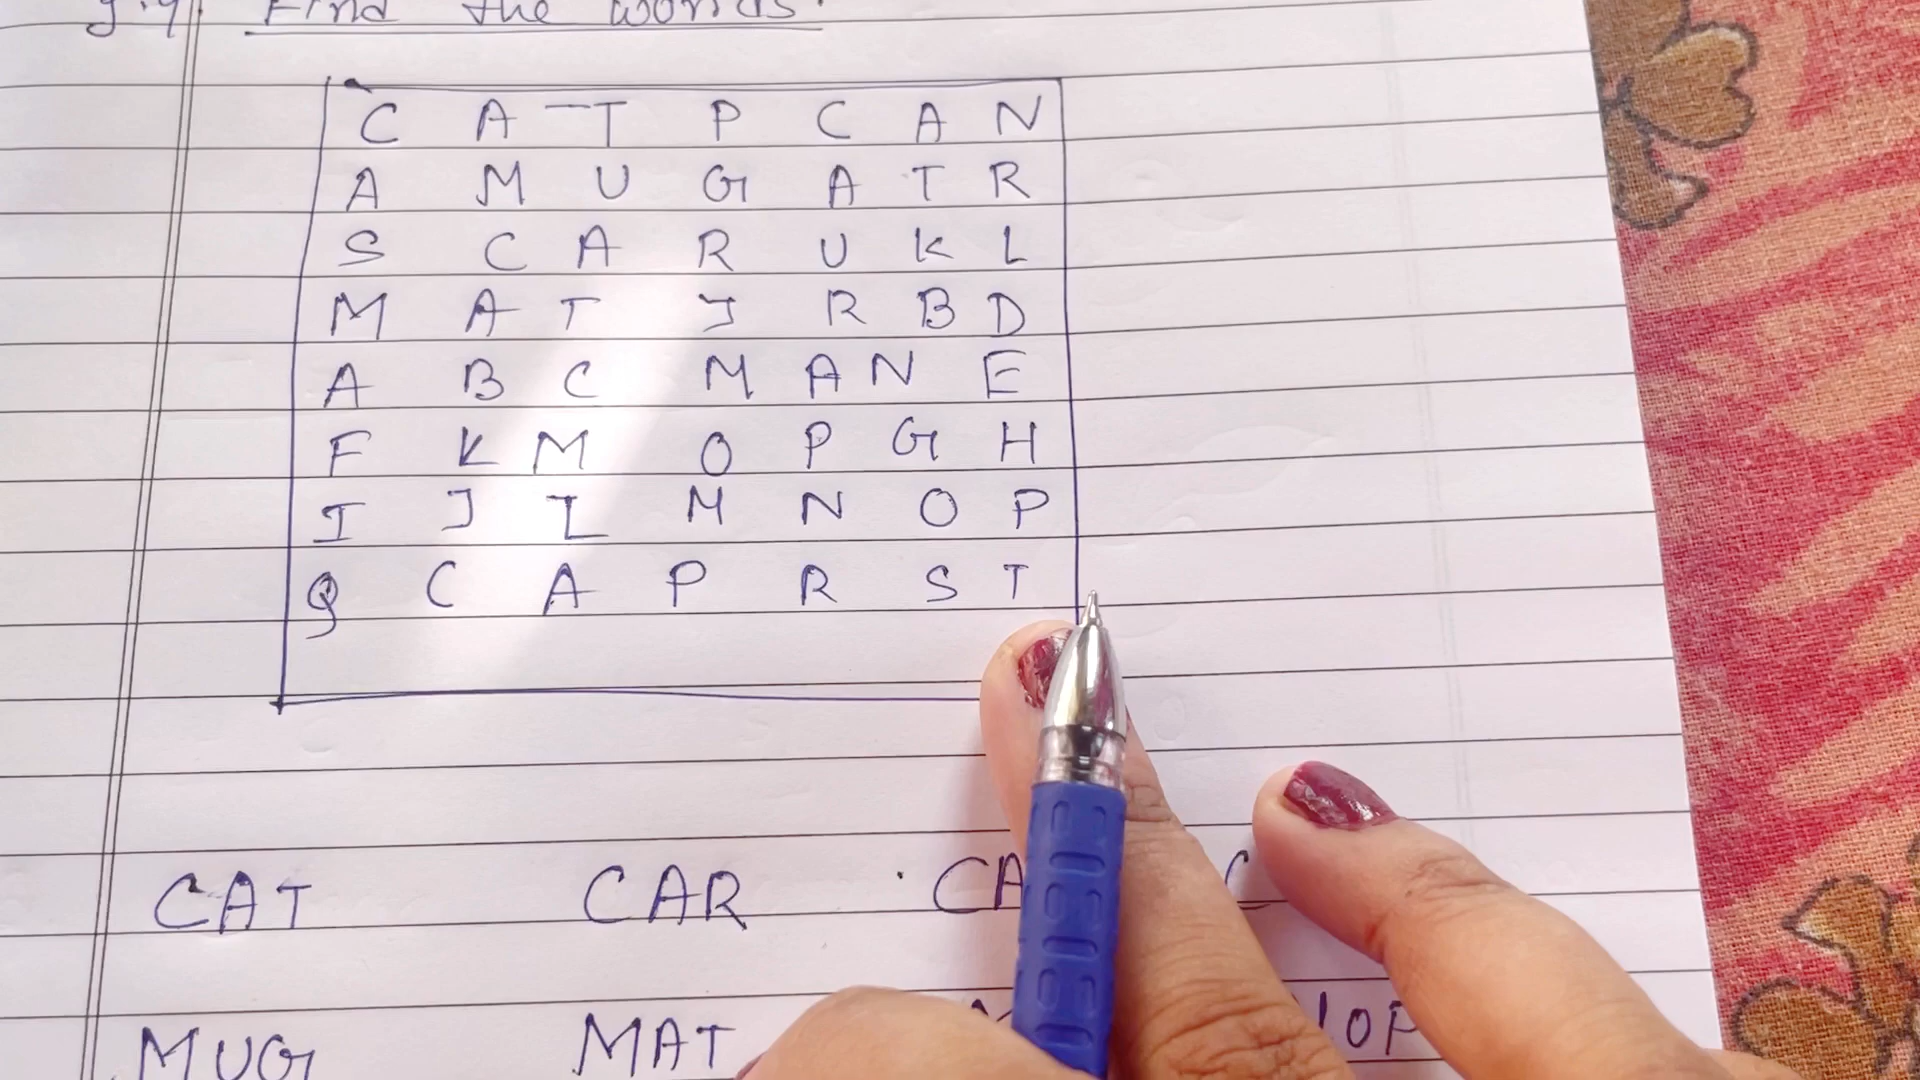 Find the words.
C A T P C A N
A M U G A T R
S C A R U K L
M A T J R B D
A B C M A N E
F K M O P G H
I J L M N O P
Q C A P R S T
CAT CAR
MUG MAT